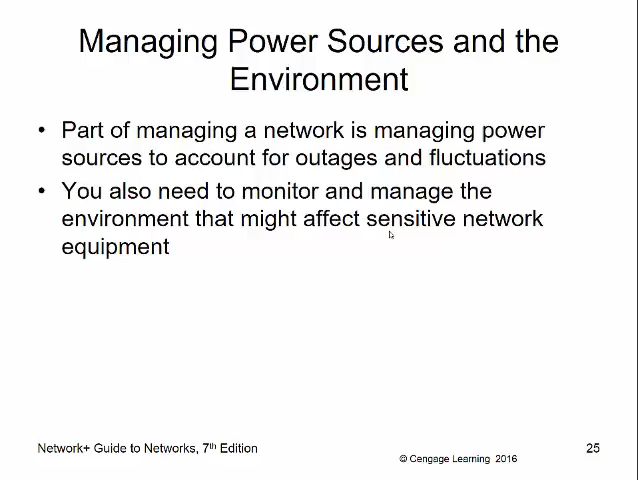 Managing Power Sources and the
Environment
• Part of managing a network is managing power
sources to account for outages and fluctuations
• You also need to monitor and manage the
environment that might affect sensitive network
equipment
Network+ Guide to Networks, 7th Edition
© Cengage Learning 2016
25